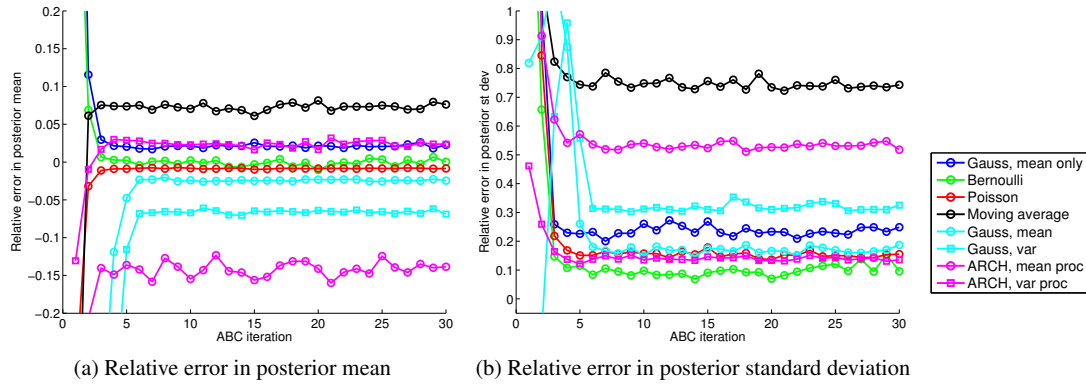 0.2
0.15
0.1
0.05
0
−0.05
−0.1
−0.15
−0.2
0
5
10
15
20
25
30
Relative error in posterior mean
ABC iteration
(a) Relative error in posterior mean
1
0.9
0.8
0.7
0.6
0.5
0.4
0.3
0.2
0.1
0
0
5
10
15
20
25
30
Relative error in posterior st dev
ABC iteration
(b) Relative error in posterior standard deviation
Gauss, mean only
Bernoulli
Poisson
Moving average
Gauss, mean
Gauss, var
ARCH, mean proc
ARCH, var proc